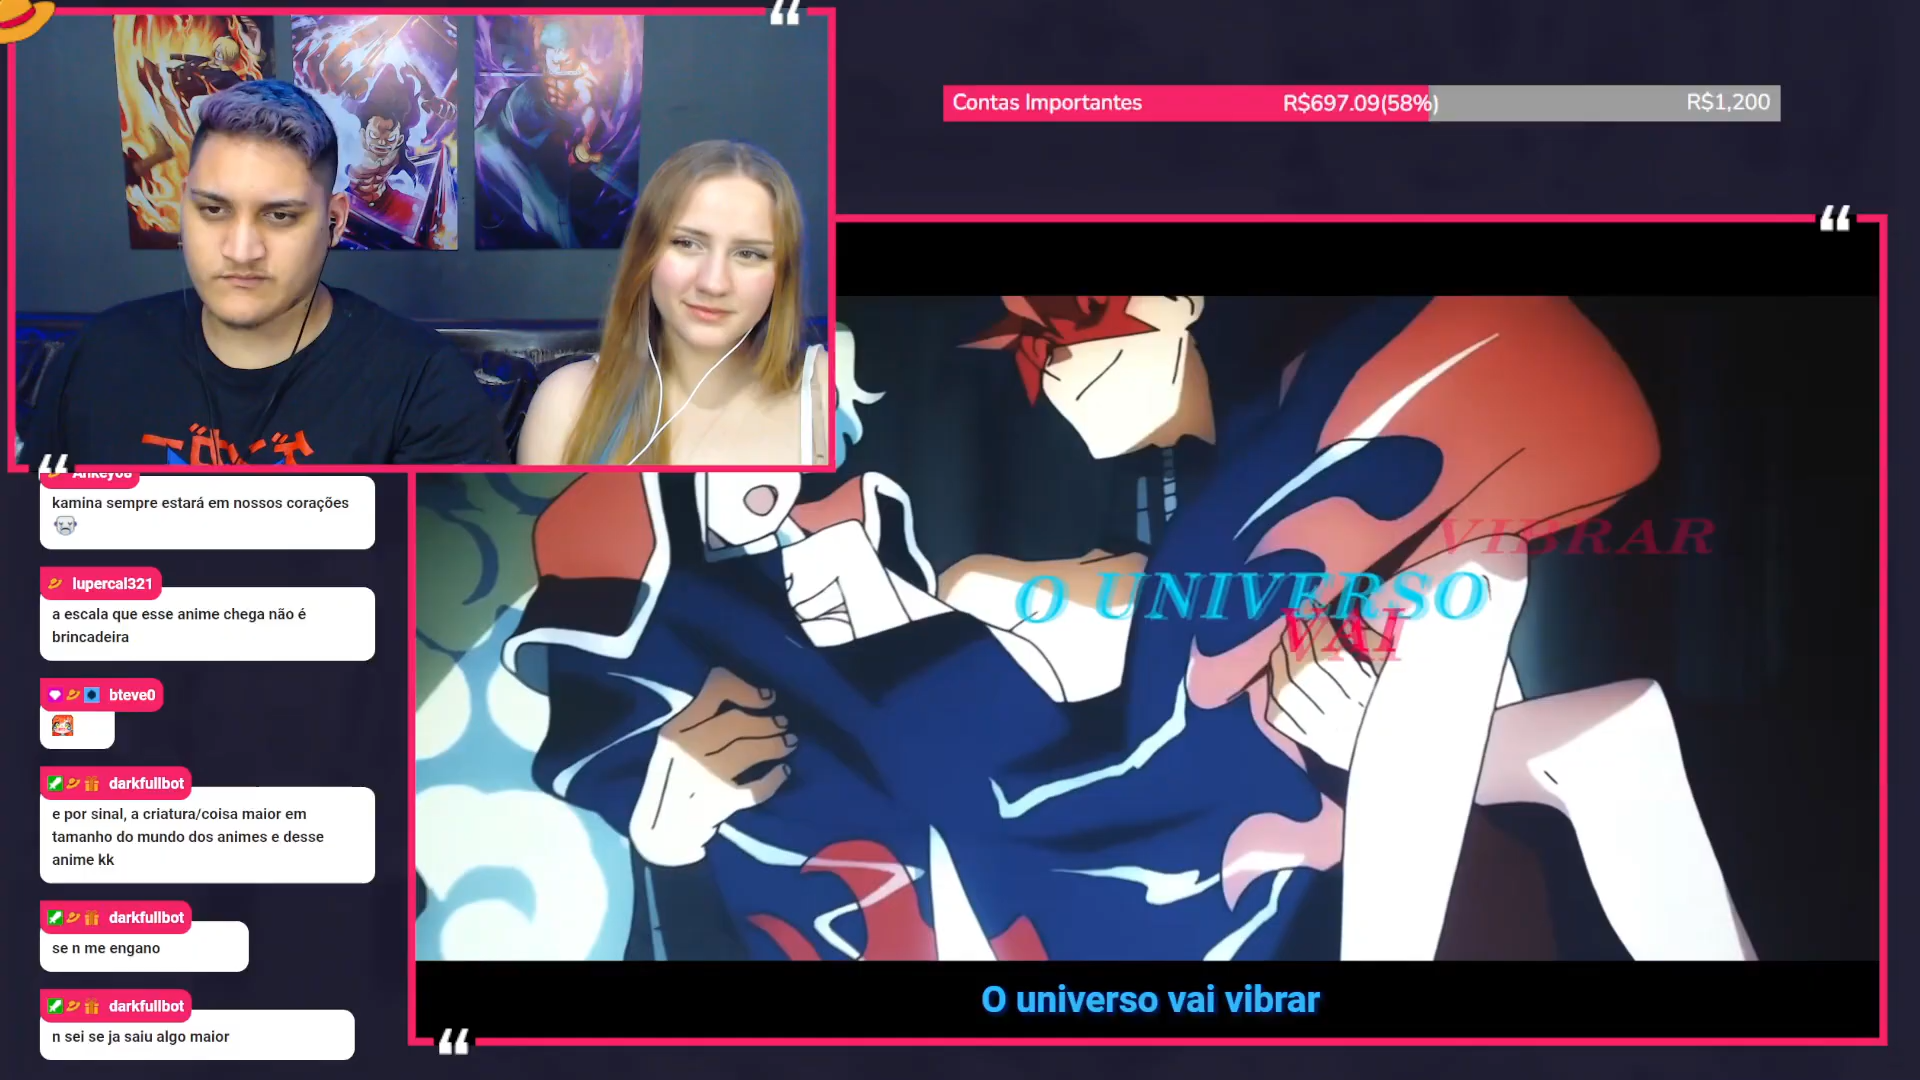 Contas Importantes R$697.09(58%) R$1,200
Ankey08
kamina sempre estará em nossos corações
lupercal321
a escala que esse anime chega não é
brincadeira
bteve0
darkfullbot
e por sinal, a criatura/coisa maior em
tamanho do mundo dos animes e desse
anime kk
darkfullbot
se n me engano
darkfullbot
n sei se ja saiu algo maior
VIBRAR
O UNIVERSO
VAI
O universo vai vibrar